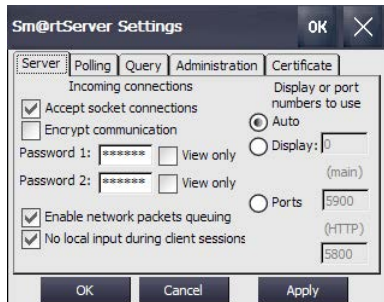 Sm@rtServer Settings OK
Server Polling Query Administration Certificate
Incoming connections
Accept socket connections
Encrypt communication
Password 1: ****** View only
Password 2: ****** View only
Enable network packets queuing
No local input during client sessions
Display or port
numbers to use
Auto
Display: 0
(main)
Ports 5900
(HTTP)
5800
OK Cancel Apply